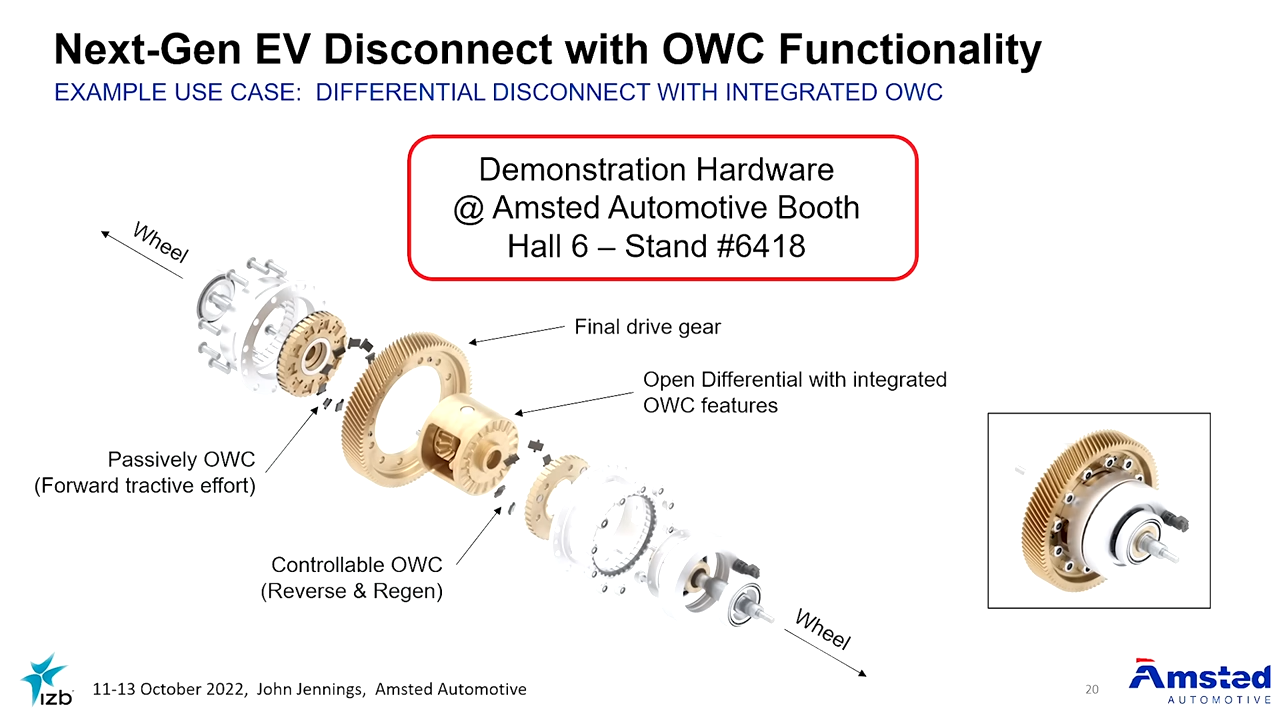 Next-Gen EV Disconnect with OWC Functionality
EXAMPLE USE CASE:  DIFFERENTIAL DISCONNECT WITH INTEGRATED OWC
Demonstration Hardware
@ Amsted Automotive Booth
Hall 6 – Stand #6418
Wheel
Final drive gear
Open Differential with integrated
OWC features
Passively OWC
(Forward tractive effort)
Controllable OWC
(Reverse & Regen)
Wheel
izb
11-13 October 2022,  John Jennings,  Amsted Automotive
20
Amsted
AUTOMOTIVE